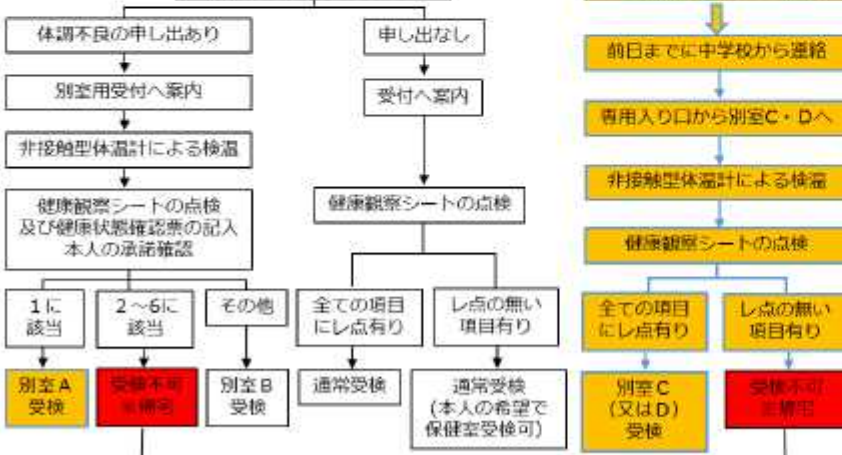 体調不良の申し出あり
別室用受付へ案内
非接触型体温計による検温
健康観察シートの点検
及び健康状態確認票の記入
本人の承諾確認
1に
該当
2～6に
該当
その他
別室A
受検
受検不可
※帰宅
別室B
受検
申し出なし
受付へ案内
健康観察シートの点検
全ての項目
にレ点有り
レ点の無い
項目有り
通常受検
通常受検
(本人の希望で
保健室受検可)
前日までに中学校から連絡
専用入り口から別室C・Dへ
非接触型体温計による検温
健康観察シートの点検
全ての項目
にレ点有り
レ点の無い
項目有り
別室C
(又はD)
受検
受検不可
※帰宅